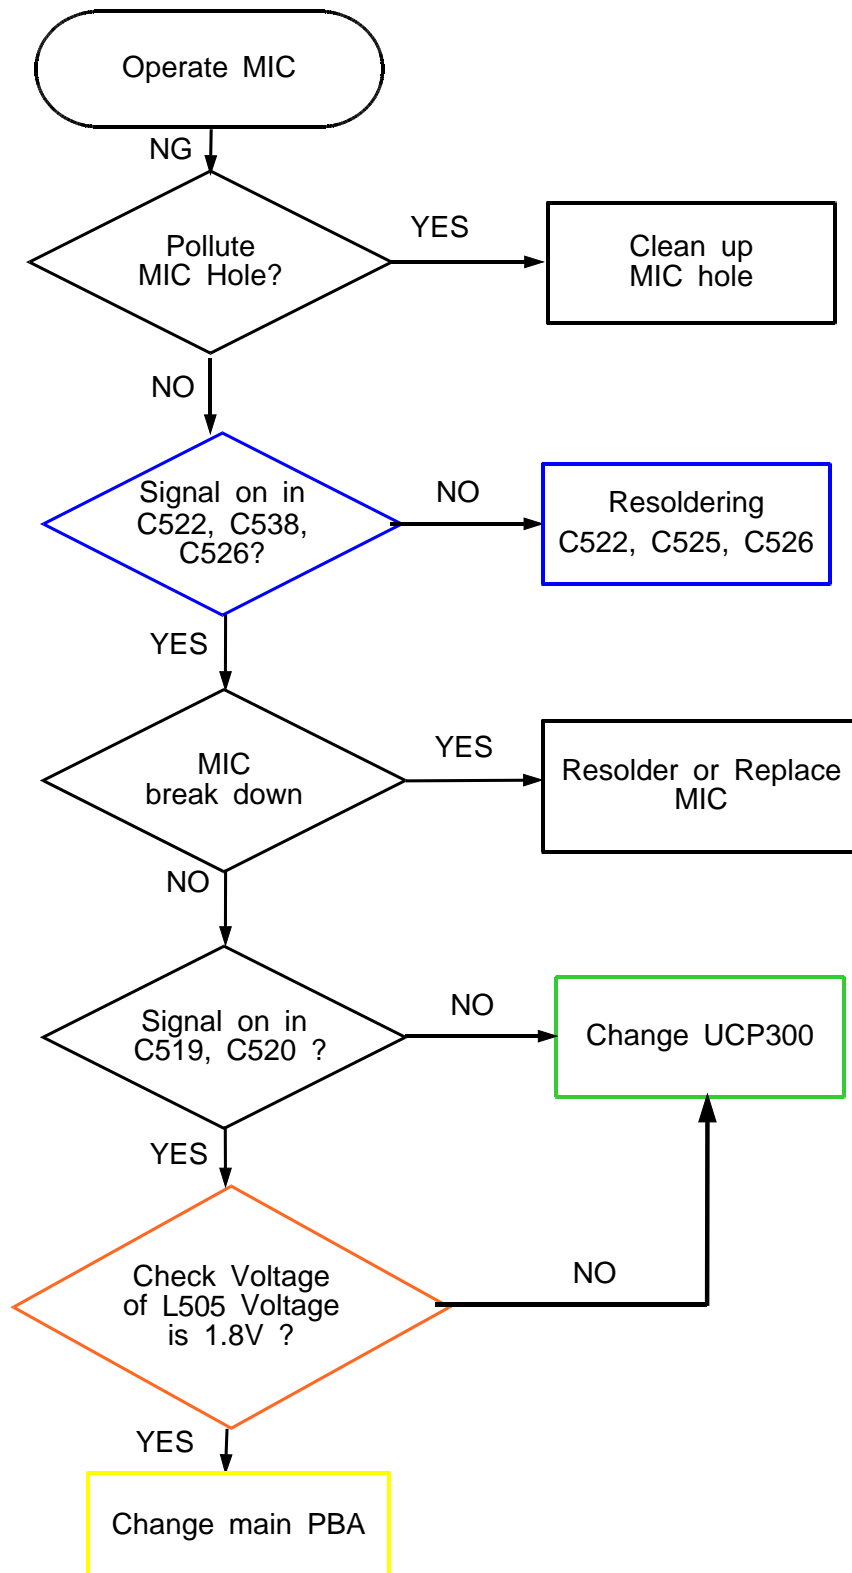 Operate MIC
NG
Pollute
MIC Hole?
YES
Clean up
MIC hole
NO
Signal on in
C522, C538,
C526?
NO
Resoldering
C522, C525, C526
YES
MIC
break down
YES
Resolder or Replace
MIC
NO
Signal on in
C519, C520 ?
NO
Change UCP300
YES
Check Voltage
of L505 Voltage
is 1.8V ?
NO
YES
Change main PBA